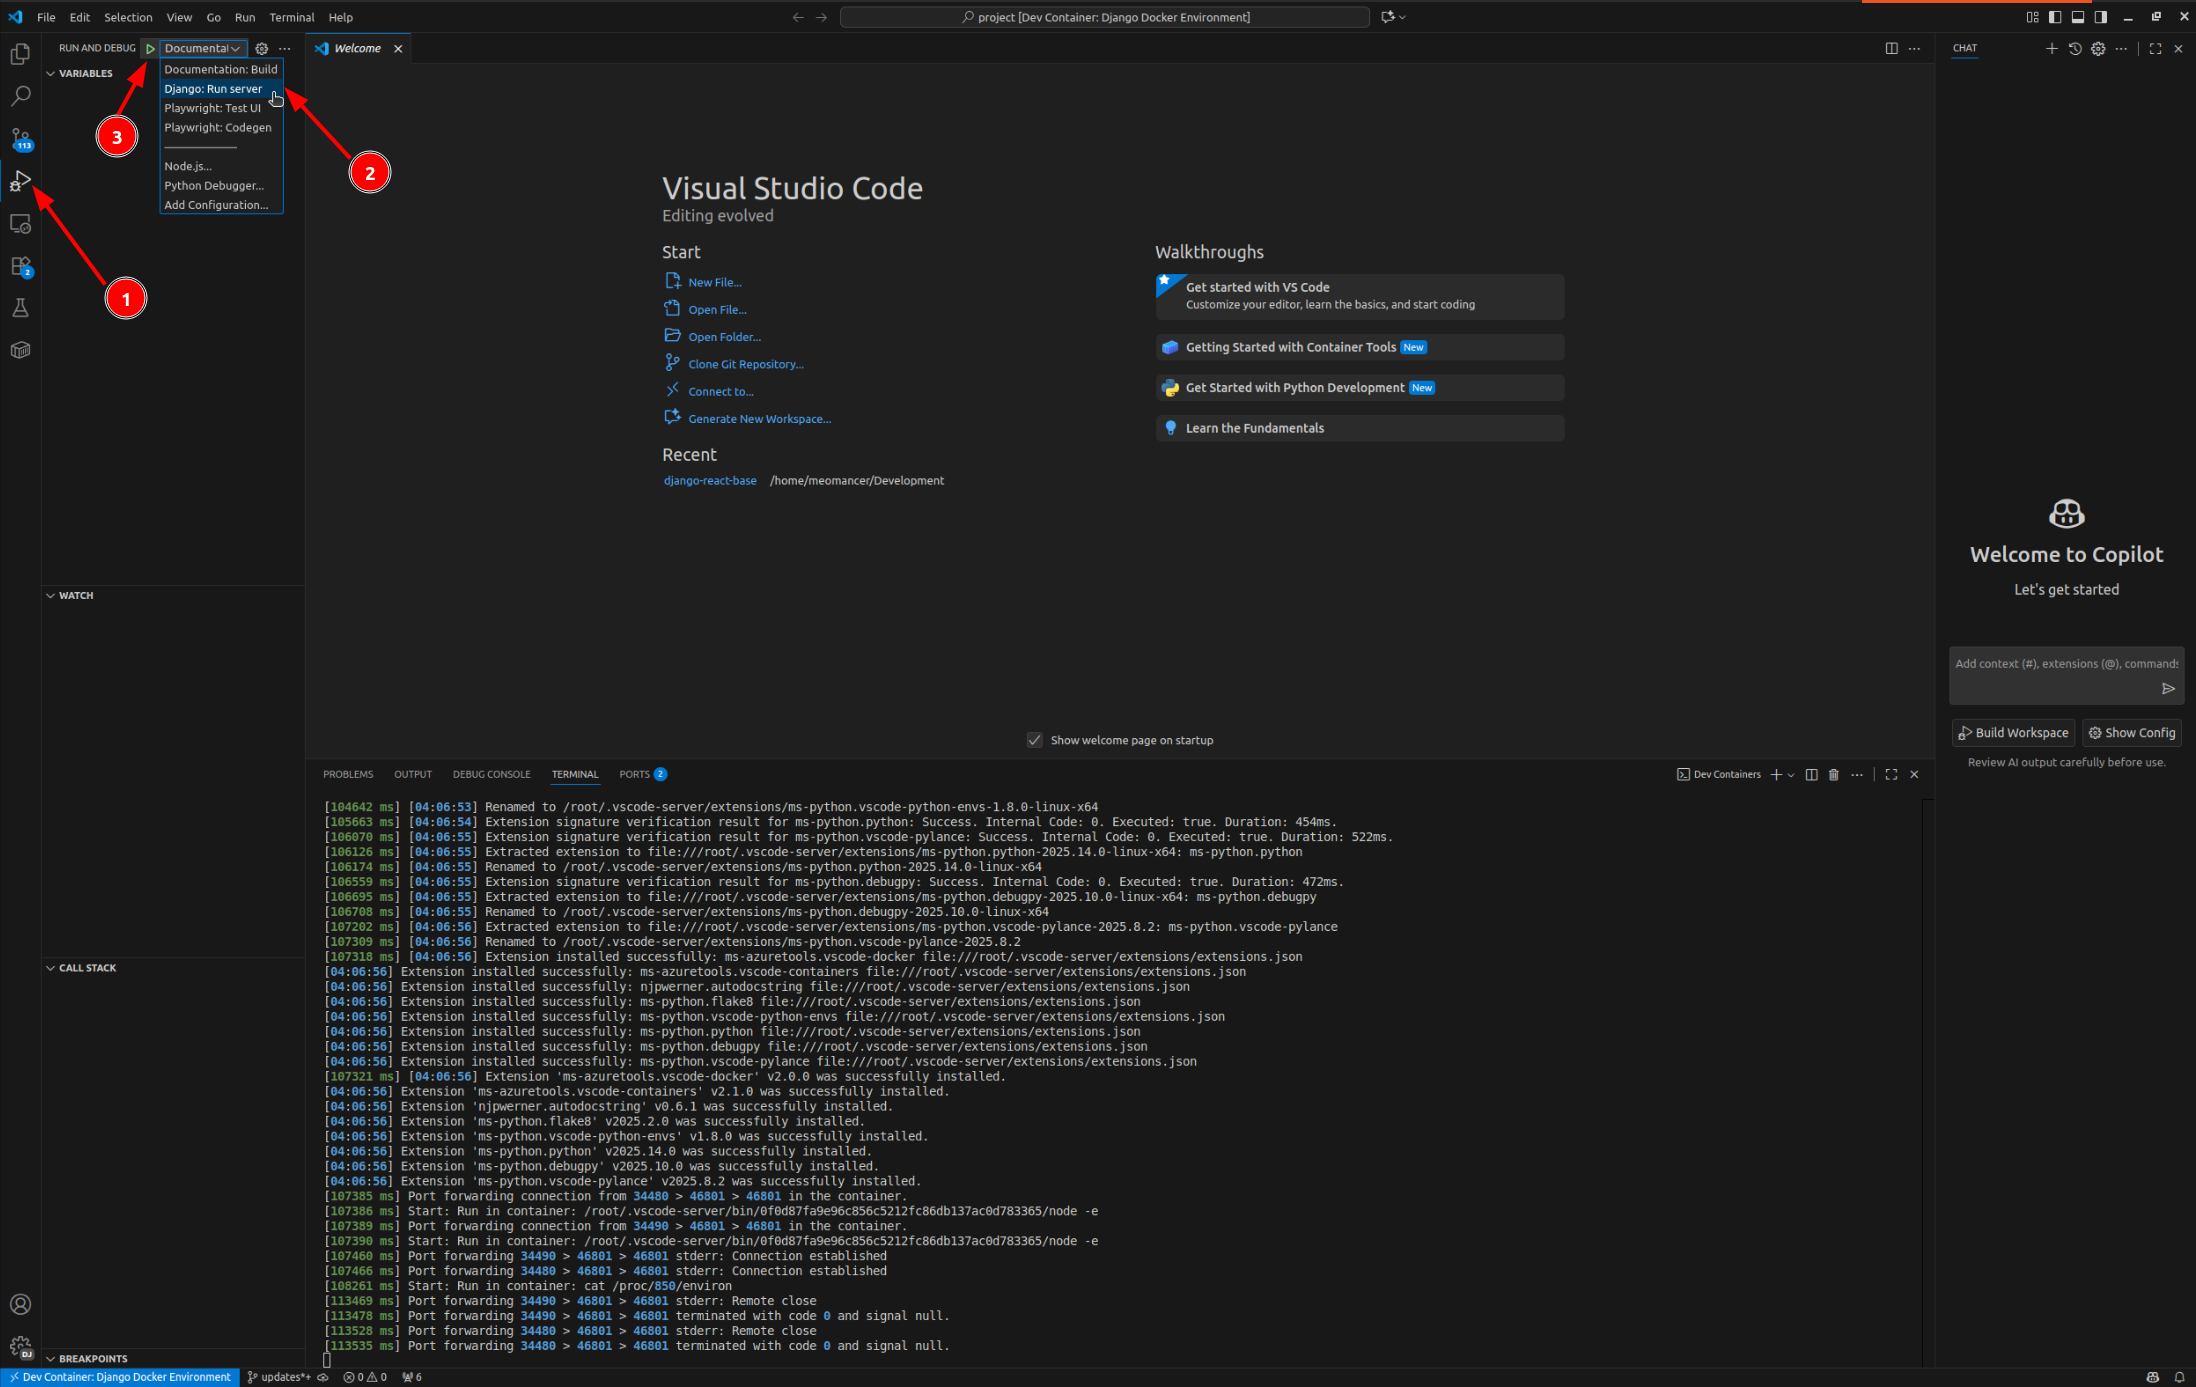 File Edit Selection View Go Run Terminal Help
project [Dev Container: Django Docker Environment]
RUN AND DEBUG
Documenta
Documentation: Build
Django: Run server
Playwright: Test UI
Playwright: Codegen
Node.js...
Python Debugger...
Add Configuration...
VARIABLES
3
2
1
113
2
WATCH
CALL STACK
BREAKPOINTS
Welcome
Visual Studio Code
Editing evolved
Start
New File...
Open File...
Open Folder...
Clone Git Repository...
Connect to...
Generate New Workspace...
Recent
django-react-base /home/meomancer/Development
Walkthroughs
Get started with VS Code
Customize your editor, learn the basics, and start coding
Getting Started with Container Tools New
Get Started with Python Development New
Learn the Fundamentals
Show welcome page on startup
PROBLEMS OUTPUT DEBUG CONSOLE TERMINAL PORTS 2
Dev Containers
[104642 ms] [04:06:53] Renamed to /root/.vscode-server/extensions/ms-python.vscode-python-envs-1.8.0-linux-x64
[105663 ms] [04:06:54] Extension signature verification result for ms-python.python: Success. Internal Code: 0. Executed: true. Duration: 454ms.
[106070 ms] [04:06:55] Extension signature verification result for ms-python.vscode-pylance: Success. Internal Code: 0. Executed: true. Duration: 522ms.
[106126 ms] [04:06:55] Extracted extension to file:///root/.vscode-server/extensions/ms-python.python-2025.14.0-linux-x64: ms-python.python
[106174 ms] [04:06:55] Renamed to /root/.vscode-server/extensions/ms-python.python-2025.14.0-linux-x64
[106559 ms] [04:06:55] Extension signature verification result for ms-python.debugpy: Success. Internal Code: 0. Executed: true. Duration: 472ms.
[106695 ms] [04:06:55] Extracted extension to file:///root/.vscode-server/extensions/ms-python.debugpy-2025.10.0-linux-x64: ms-python.debugpy
[106708 ms] [04:06:55] Renamed to /root/.vscode-server/extensions/ms-python.debugpy-2025.10.0-linux-x64
[107202 ms] [04:06:56] Extracted extension to file:///root/.vscode-server/extensions/ms-python.vscode-pylance-2025.8.2: ms-python.vscode-pylance
[107309 ms] [04:06:56] Renamed to /root/.vscode-server/extensions/ms-python.vscode-pylance-2025.8.2
[107318 ms] [04:06:56] Extension installed successfully: ms-azuretools.vscode-docker file:///root/.vscode-server/extensions/extensions.json
[04:06:56] Extension installed successfully: ms-azuretools.vscode-containers file:///root/.vscode-server/extensions/extensions.json
[04:06:56] Extension installed successfully: njpwerner.autodocstring file:///root/.vscode-server/extensions/extensions.json
[04:06:56] Extension installed successfully: ms-python.flake8 file:///root/.vscode-server/extensions/extensions.json
[04:06:56] Extension installed successfully: ms-python.vscode-python-envs file:///root/.vscode-server/extensions/extensions.json
[04:06:56] Extension installed successfully: ms-python.python file:///root/.vscode-server/extensions/extensions.json
[04:06:56] Extension installed successfully: ms-python.debugpy file:///root/.vscode-server/extensions/extensions.json
[04:06:56] Extension installed successfully: ms-python.vscode-pylance file:///root/.vscode-server/extensions/extensions.json
[107321 ms] [04:06:56] Extension 'ms-azuretools.vscode-docker' v2.0.0 was successfully installed.
[04:06:56] Extension 'ms-azuretools.vscode-containers' v2.1.0 was successfully installed.
[04:06:56] Extension 'njpwerner.autodocstring' v0.6.1 was successfully installed.
[04:06:56] Extension 'ms-python.flake8' v2025.2.0 was successfully installed.
[04:06:56] Extension 'ms-python.vscode-python-envs' v1.8.0 was successfully installed.
[04:06:56] Extension 'ms-python.python' v2025.14.0 was successfully installed.
[04:06:56] Extension 'ms-python.debugpy' v2025.10.0 was successfully installed.
[04:06:56] Extension 'ms-python.vscode-pylance' v2025.8.2 was successfully installed.
[107385 ms] Port forwarding connection from 34480 > 46801 > 46801 in the container.
[107386 ms] Start: Run in container: /root/.vscode-server/bin/0f0d87fa9e96c856c5212fc86db137ac0d783365/node -e
[107389 ms] Port forwarding connection from 34490 > 46801 > 46801 in the container.
[107390 ms] Start: Run in container: /root/.vscode-server/bin/0f0d87fa9e96c856c5212fc86db137ac0d783365/node -e
[107460 ms] Port forwarding 34490 > 46801 > 46801 stderr: Connection established
[107466 ms] Port forwarding 34480 > 46801 > 46801 stderr: Connection established
[108261 ms] Start: Run in container: cat /proc/850/environ
[113469 ms] Port forwarding 34490 > 46801 > 46801 stderr: Remote close
[113478 ms] Port forwarding 34490 > 46801 > 46801 terminated with code 0 and signal null.
[113528 ms] Port forwarding 34480 > 46801 > 46801 stderr: Remote close
[113535 ms] Port forwarding 34480 > 46801 > 46801 terminated with code 0 and signal null.
CHAT
Welcome to Copilot
Let's get started
Add context (#), extensions (@), commands
Build Workspace
Show Config
Review AI output carefully before use.
DJ
Dev Container: Django Docker Environment
updates*+
0 0
6